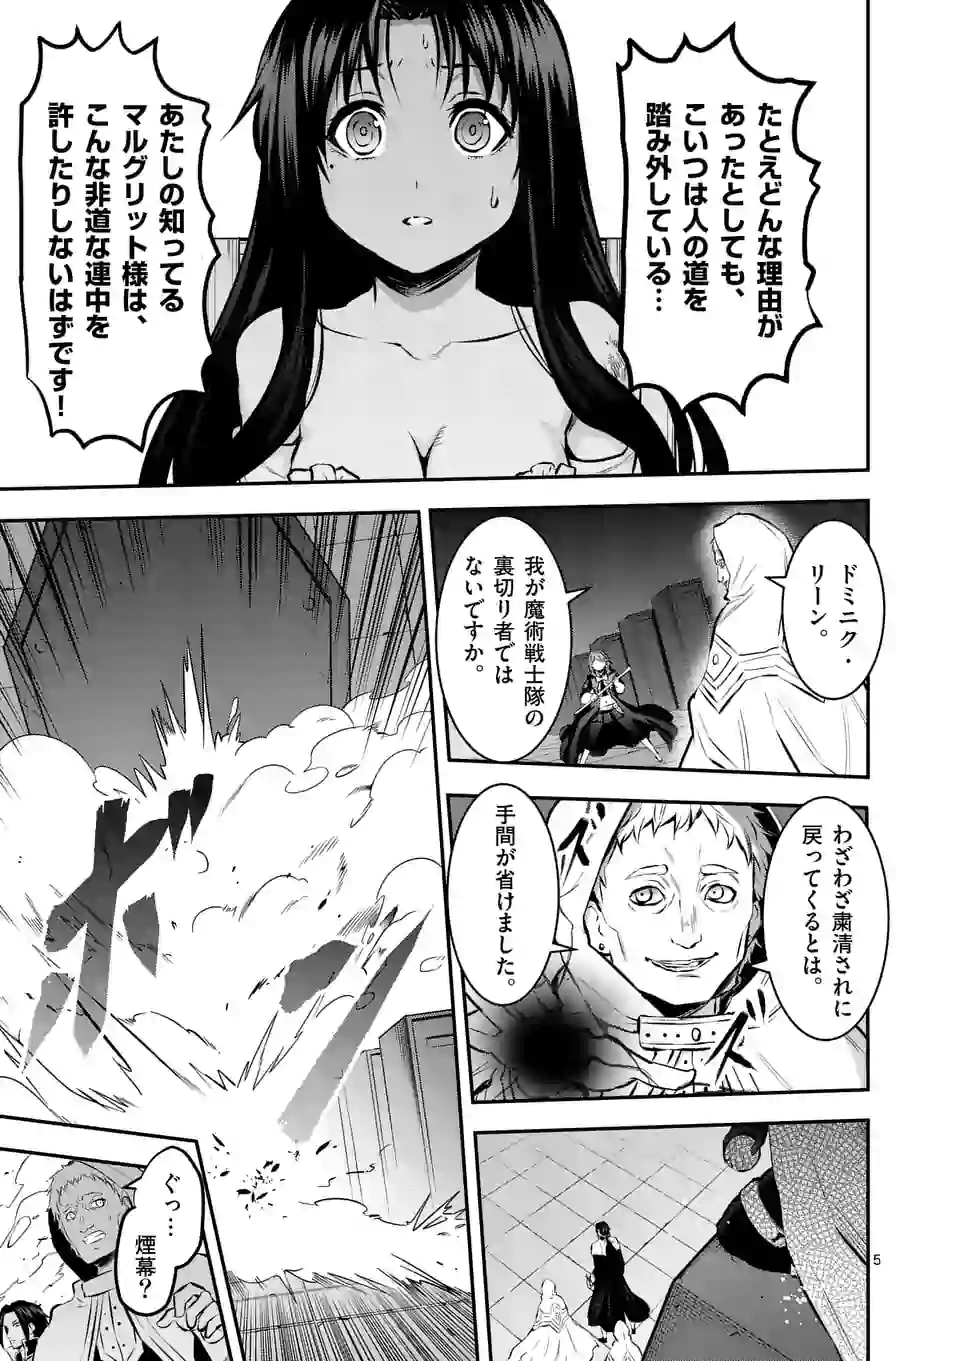 たとえどんな理由が
あったとしても、
こいつは人の道を
踏み外している…
あたしの知ってる
マルグリット様は、
こんな非道な連中を
許したりしないはずです！
ドミニク・
リーン。
我が魔術戦士隊の
裏切り者では
ないですか。
わざわざ粛清されに
戻ってくるとは。
手間が省けました。
ズズズ
ボボッ
ぐっ…
煙幕？
5